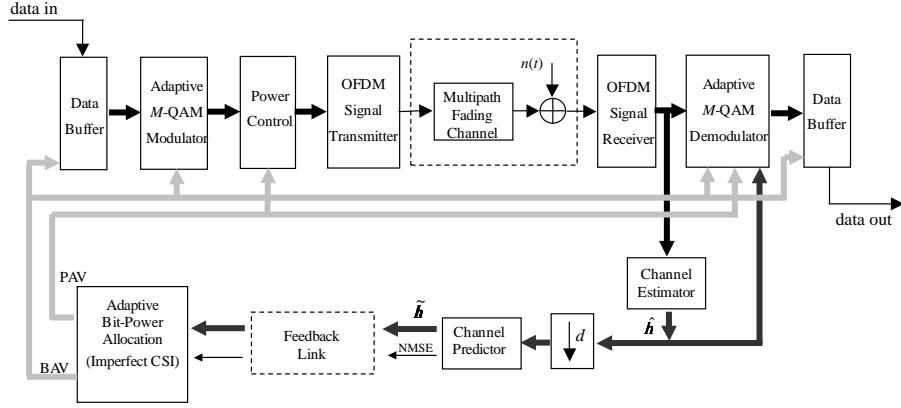 data in
Data
Buffer
Adaptive
M-QAM
Modulator
Power
Control
OFDM
Signal
Transmitter
Multipath
Fading
Channel
n(t)
OFDM
Signal
Receiver
Adaptive
M-QAM
Demodulator
Data
Buffer
data out
PAV
BAV
Adaptive
Bit-Power
Allocation
(Imperfect CSI)
Feedback
Link
h̃
NMSE
Channel
Predictor
d
ĥ
Channel
Estimator